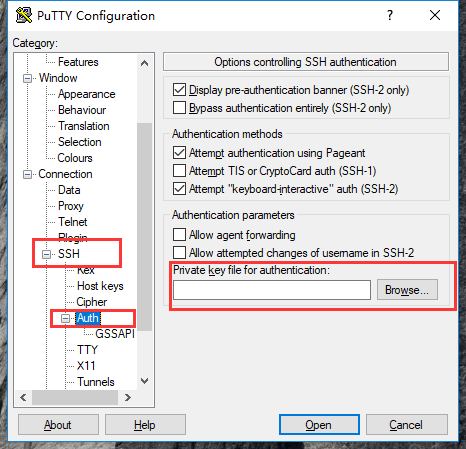 PuTTY Configuration
Category:
Features
Window
Appearance
Behaviour
Translation
Selection
Colours
Connection
Data
Proxy
Telnet
Rlogin
SSH
Kex
Host keys
Cipher
Auth
GSSAPI
TTY
X11
Tunnels
Options controlling SSH authentication
Display pre-authentication banner (SSH-2 only)
Bypass authentication entirely (SSH-2 only)
Authentication methods
Attempt authentication using Pageant
Attempt TIS or CryptoCard auth (SSH-1)
Attempt "keyboard-interactive" auth (SSH-2)
Authentication parameters
Allow agent forwarding
Allow attempted changes of username in SSH-2
Private key file for authentication:
Browse...
About
Help
Open
Cancel